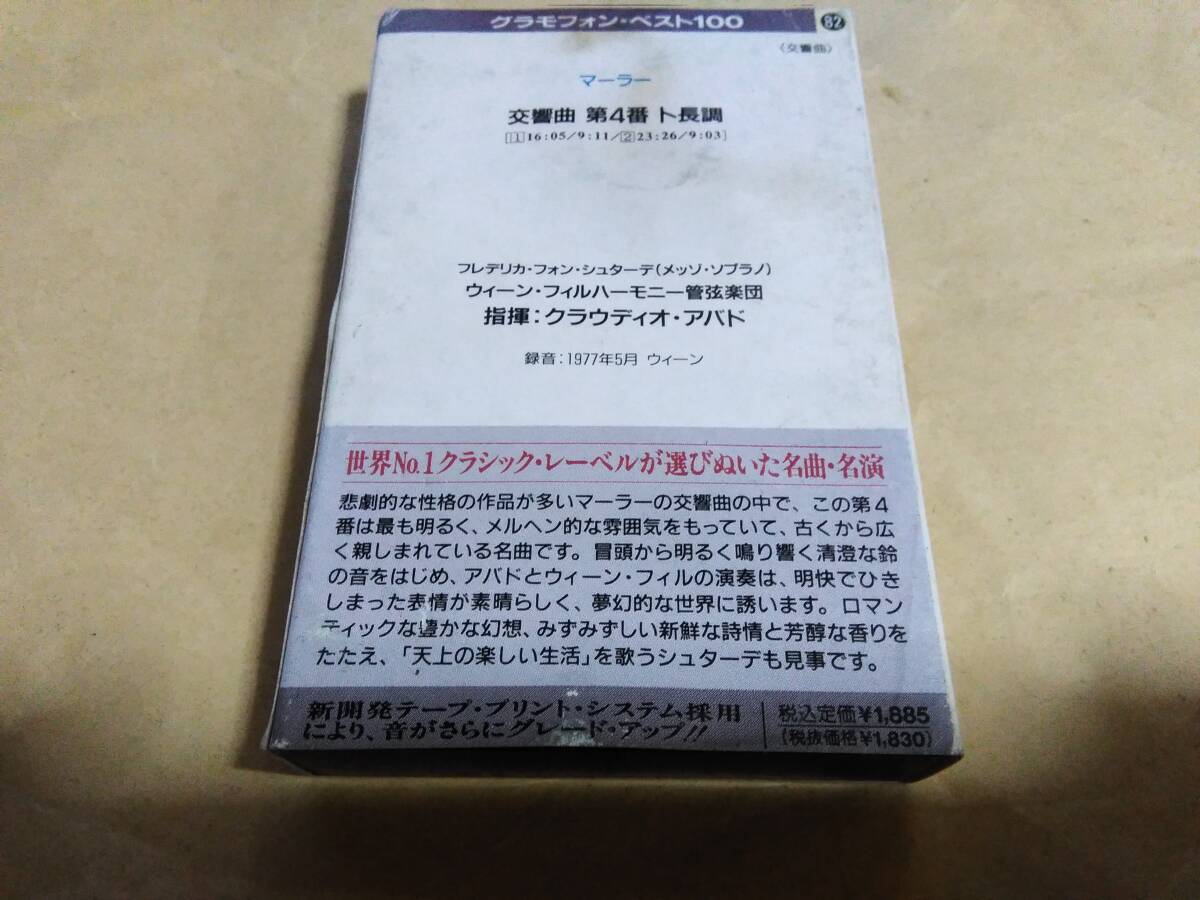 グラモフォン・ベスト100 82
〈交響曲〉
マーラー
交響曲 第4番 ト長調
[1 16:05/9:11/2 23:26/9:03]
フレデリカ・フォン・シュターデ(メッゾ・ソプラノ)
ウィーン・フィルハーモニー管弦楽団
指揮:クラウディオ・アバド
録音:1977年5月 ウィーン
世界No.1クラシック・レーベルが選びぬいた名曲・名演
悲劇的な性格の作品が多いマーラーの交響曲の中で、この第4
番は最も明るく、メルヘン的な雰囲気をもっていて、古くから広
く親しまれている名曲です。冒頭から明るく鳴り響く清澄な鈴
の音をはじめ、アバドとウィーン・フィルの演奏は、明快でひき
しまった表情が素晴らしく、夢幻的な世界に誘います。ロマン
ティックな豊かな幻想、みずみずしい新鮮な詩情と芳醇な香りを
たたえ、「天上の楽しい生活」を歌うシュターデも見事です。
新開発テープ・プリント・システム採用
により、音がさらにグレード・アップ!!
税込定価¥1,885
(税抜価格¥1,830)